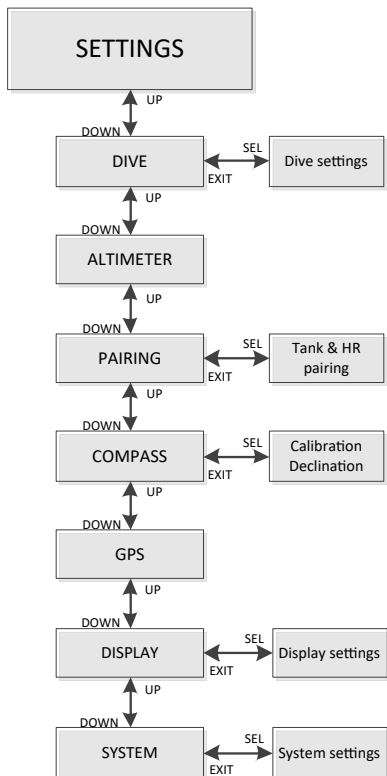 SETTINGS
UP
DOWN
DIVE
SEL
EXIT
Dive settings
UP
DOWN
ALTIMETER
UP
DOWN
PAIRING
SEL
EXIT
Tank & HR
pairing
UP
DOWN
COMPASS
SEL
EXIT
Calibration
Declination
UP
DOWN
GPS
UP
DOWN
DISPLAY
SEL
EXIT
Display settings
UP
DOWN
SYSTEM
SEL
EXIT
System settings